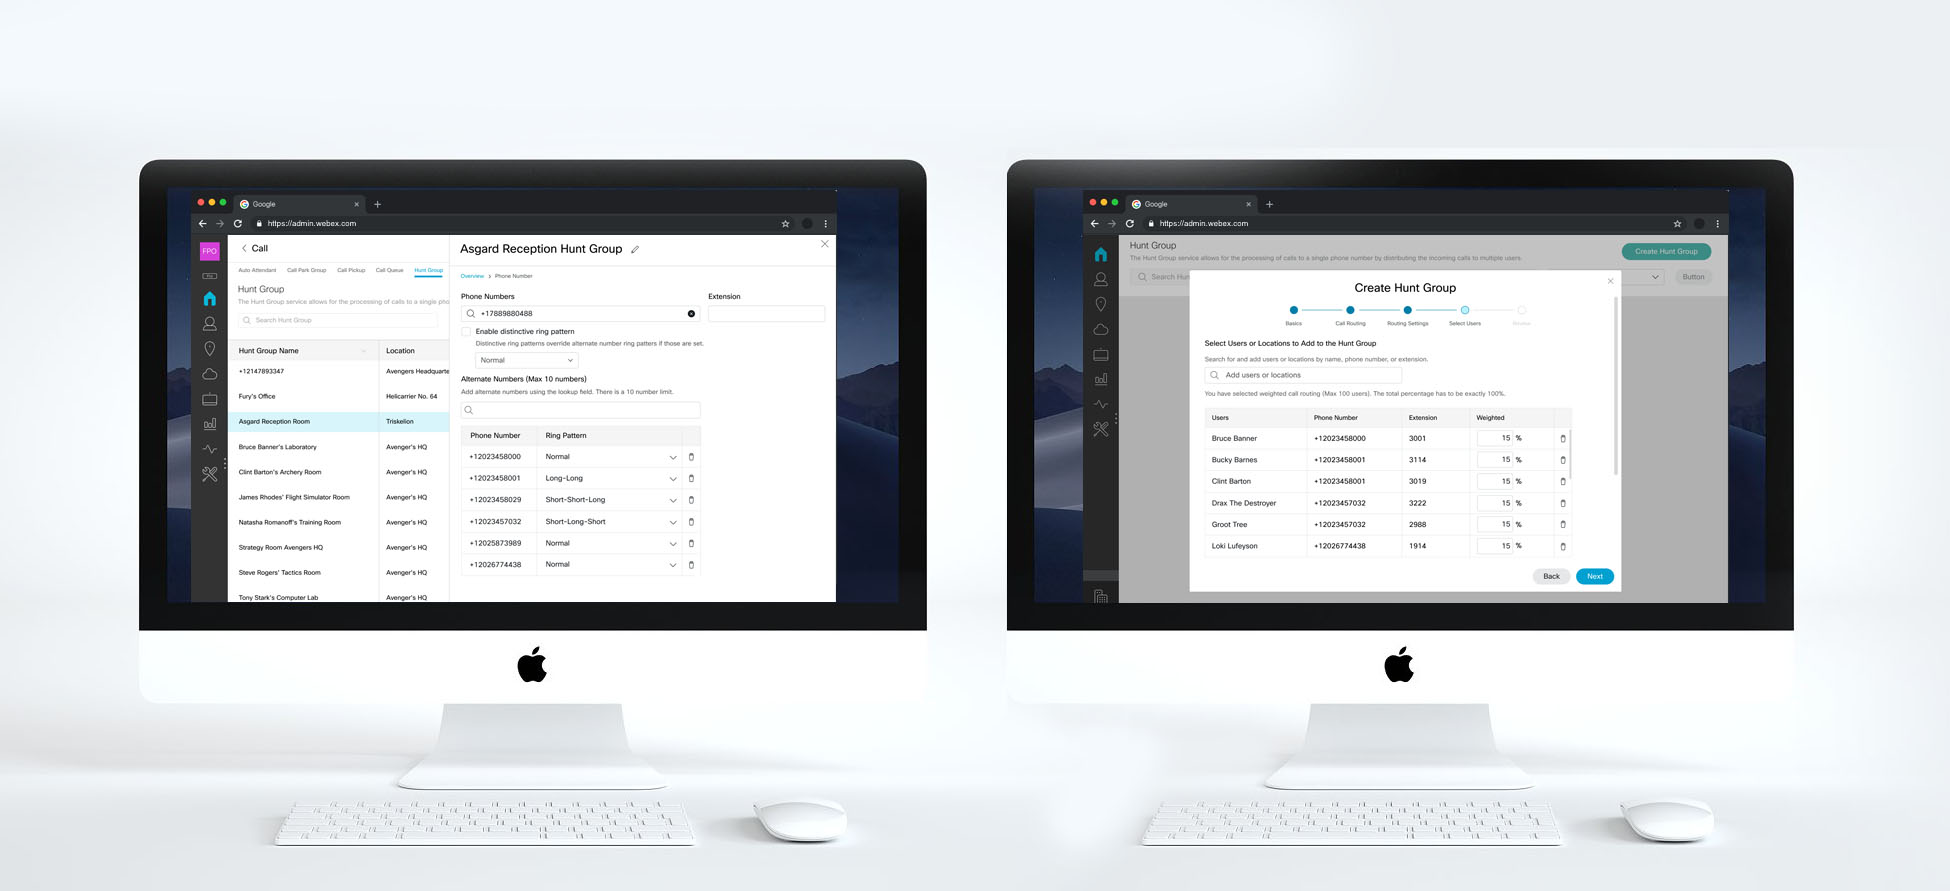 Google
https://admin.webex.com
FPO
Call
Auto Attendant Call Park Group Call Pickup Call Queue Hunt Group
Hunt Group
The Hunt Group service allows for the processing of calls to a single pho
Search Hunt Group
Hunt Group Name Location
+12147893347 Avengers Headquarte
Fury's Office Helicarrier No. 64
Asgard Reception Room Triskelion
Bruce Banner's Laboratory Avenger's HQ
Clint Barton's Archery Room Avenger's HQ
James Rhodes' Flight Simulator Room Avenger's HQ
Natasha Romanoff's Training Room Avenger's HQ
Strategy Room Avengers HQ Avenger's HQ
Steve Rogers' Tactics Room Avenger's HQ
Tony Stark's Computer Lab Avenger's HQ
Asgard Reception Hunt Group
Overview > Phone Number
Phone Numbers Extension
+17889880488
Enable distinctive ring pattern
Distinctive ring patterns override alternate number ring patters if those are set.
Normal
Alternate Numbers (Max 10 numbers)
Add alternate numbers using the lookup field. There is a 10 number limit.
Phone Number Ring Pattern
+12023458000 Normal
+12023458001 Long-Long
+12023458029 Short-Short-Long
+12023457032 Short-Long-Short
+12025873989 Normal
+12026774438 Normal
Google
https://admin.webex.com
Hunt Group
The Hunt Group service allows for the processing of calls to a single phone number by distributing the incoming calls to multiple users.
Create Hunt Group
Search Hun
Button
Create Hunt Group
Basics Call Routing Routing Settings Select Users Review
Select Users or Locations to Add to the Hunt Group
Search for and add users or locations by name, phone number, or extension.
Add users or locations
You have selected weighted call routing (Max 100 users). The total percentage has to be exactly 100%.
Users Phone Number Extension Weighted
Bruce Banner +12023458000 3001 15 %
Bucky Barnes +12023458001 3114 15 %
Clint Barton +12023458001 3019 15 %
Drax The Destroyer +12023457032 3222 15 %
Groot Tree +12023457032 2988 15 %
Loki Lufeyson +12026774438 1914 15 %
Back Next